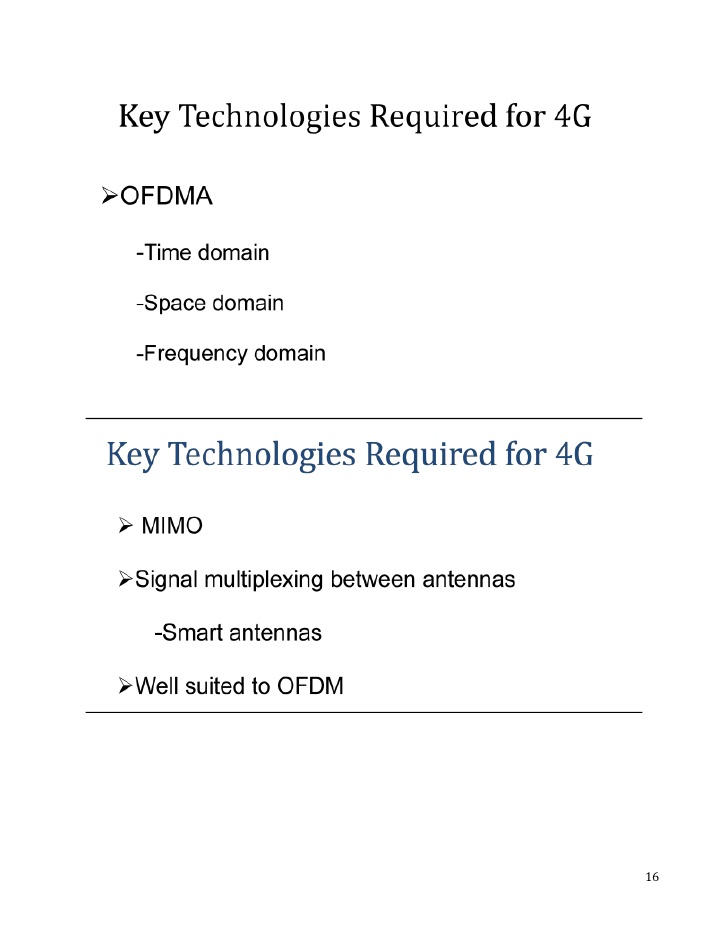 Key Technologies Required for 4G
➢OFDMA
-Time domain
-Space domain
-Frequency domain
Key Technologies Required for 4G
➢ MIMO
➢Signal multiplexing between antennas
-Smart antennas
➢Well suited to OFDM
16